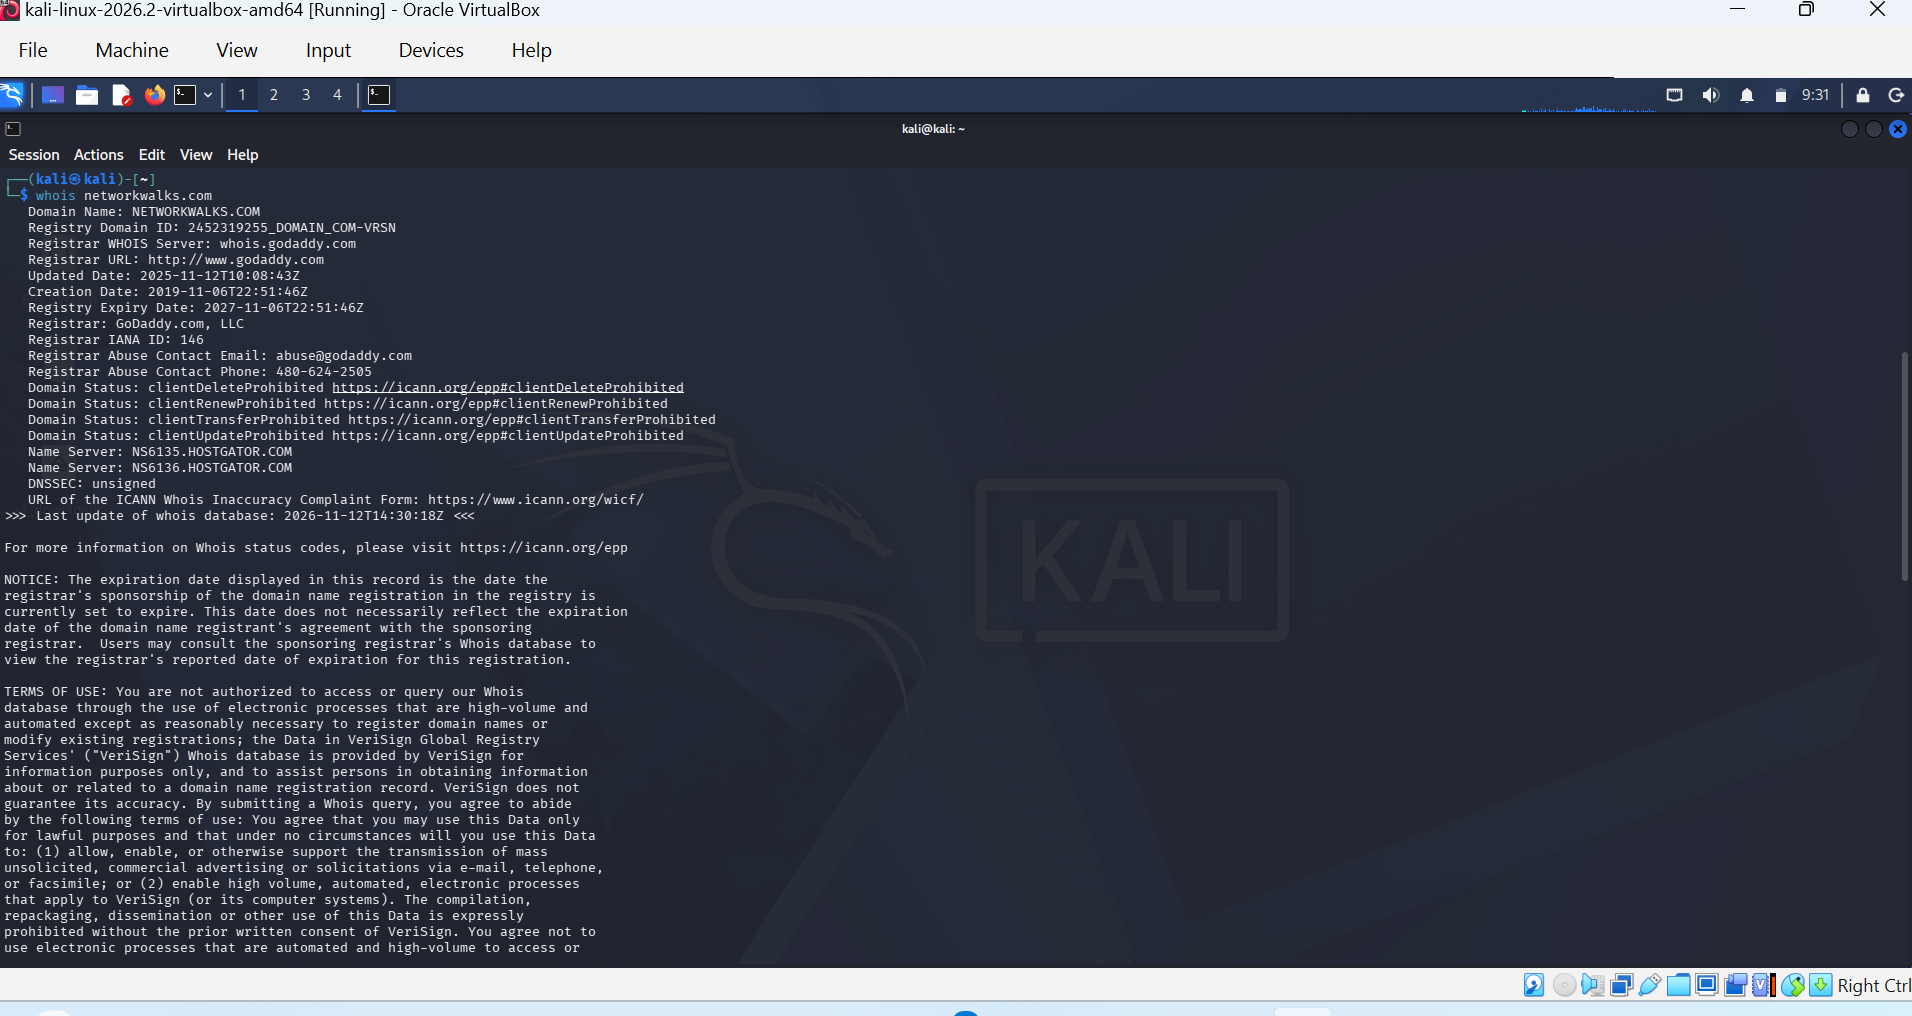 kali-linux-2026.2-virtualbox-amd64 [Running] - Oracle VirtualBox
File Machine View Input Devices Help
1 2 3 4 9:31
kali@kali: ~
Session Actions Edit View Help
┌──(kali㉿kali)-[~]
└─$ whois networkwalks.com
Domain Name: NETWORKWALKS.COM
Registry Domain ID: 2452319255_DOMAIN_COM-VRSN
Registrar WHOIS Server: whois.godaddy.com
Registrar URL: http://www.godaddy.com
Updated Date: 2025-11-12T10:08:43Z
Creation Date: 2019-11-06T22:51:46Z
Registry Expiry Date: 2027-11-06T22:51:46Z
Registrar: GoDaddy.com, LLC
Registrar IANA ID: 146
Registrar Abuse Contact Email: abuse@godaddy.com
Registrar Abuse Contact Phone: 480-624-2505
Domain Status: clientDeleteProhibited https://icann.org/epp#clientDeleteProhibited
Domain Status: clientRenewProhibited https://icann.org/epp#clientRenewProhibited
Domain Status: clientTransferProhibited https://icann.org/epp#clientTransferProhibited
Domain Status: clientUpdateProhibited https://icann.org/epp#clientUpdateProhibited
Name Server: NS6135.HOSTGATOR.COM
Name Server: NS6136.HOSTGATOR.COM
DNSSEC: unsigned
URL of the ICANN Whois Inaccuracy Complaint Form: https://www.icann.org/wicf/
>>> Last update of whois database: 2026-11-12T14:30:18Z <<<
For more information on Whois status codes, please visit https://icann.org/epp
NOTICE: The expiration date displayed in this record is the date the
registrar's sponsorship of the domain name registration in the registry is
currently set to expire. This date does not necessarily reflect the expiration
date of the domain name registrant's agreement with the sponsoring
registrar.  Users may consult the sponsoring registrar's Whois database to
view the registrar's reported date of expiration for this registration.
TERMS OF USE: You are not authorized to access or query our Whois
database through the use of electronic processes that are high-volume and
automated except as reasonably necessary to register domain names or
modify existing registrations; the Data in VeriSign Global Registry
Services' ("VeriSign") Whois database is provided by VeriSign for
information purposes only, and to assist persons in obtaining information
about or related to a domain name registration record. VeriSign does not
guarantee its accuracy. By submitting a Whois query, you agree to abide
by the following terms of use: You agree that you may use this Data only
for lawful purposes and that under no circumstances will you use this Data
to: (1) allow, enable, or otherwise support the transmission of mass
unsolicited, commercial advertising or solicitations via e-mail, telephone,
or facsimile; or (2) enable high volume, automated, electronic processes
that apply to VeriSign (or its computer systems). The compilation,
repackaging, dissemination or other use of this Data is expressly
prohibited without the prior written consent of VeriSign. You agree not to
use electronic processes that are automated and high-volume to access or
KALI
Right Ctrl